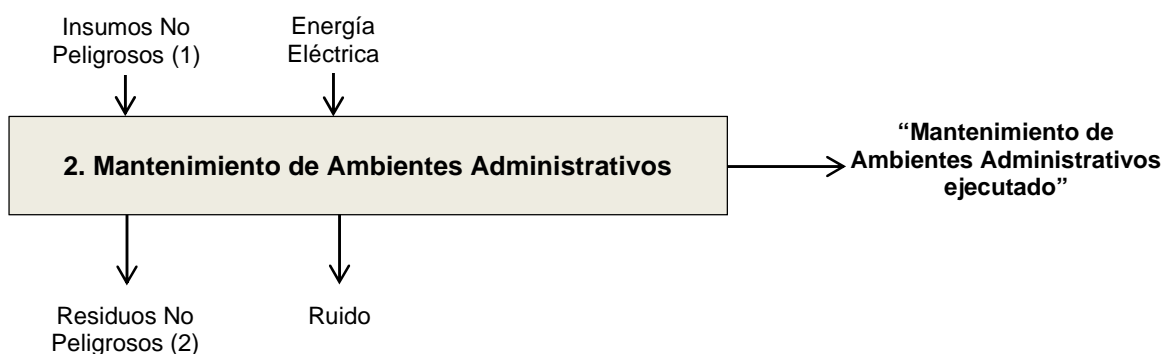 Insumos No
Peligrosos (1)
Energía
Eléctrica
2. Mantenimiento de Ambientes Administrativos
“Mantenimiento de
Ambientes Administrativos
ejecutado”
Residuos No
Peligrosos (2)
Ruido